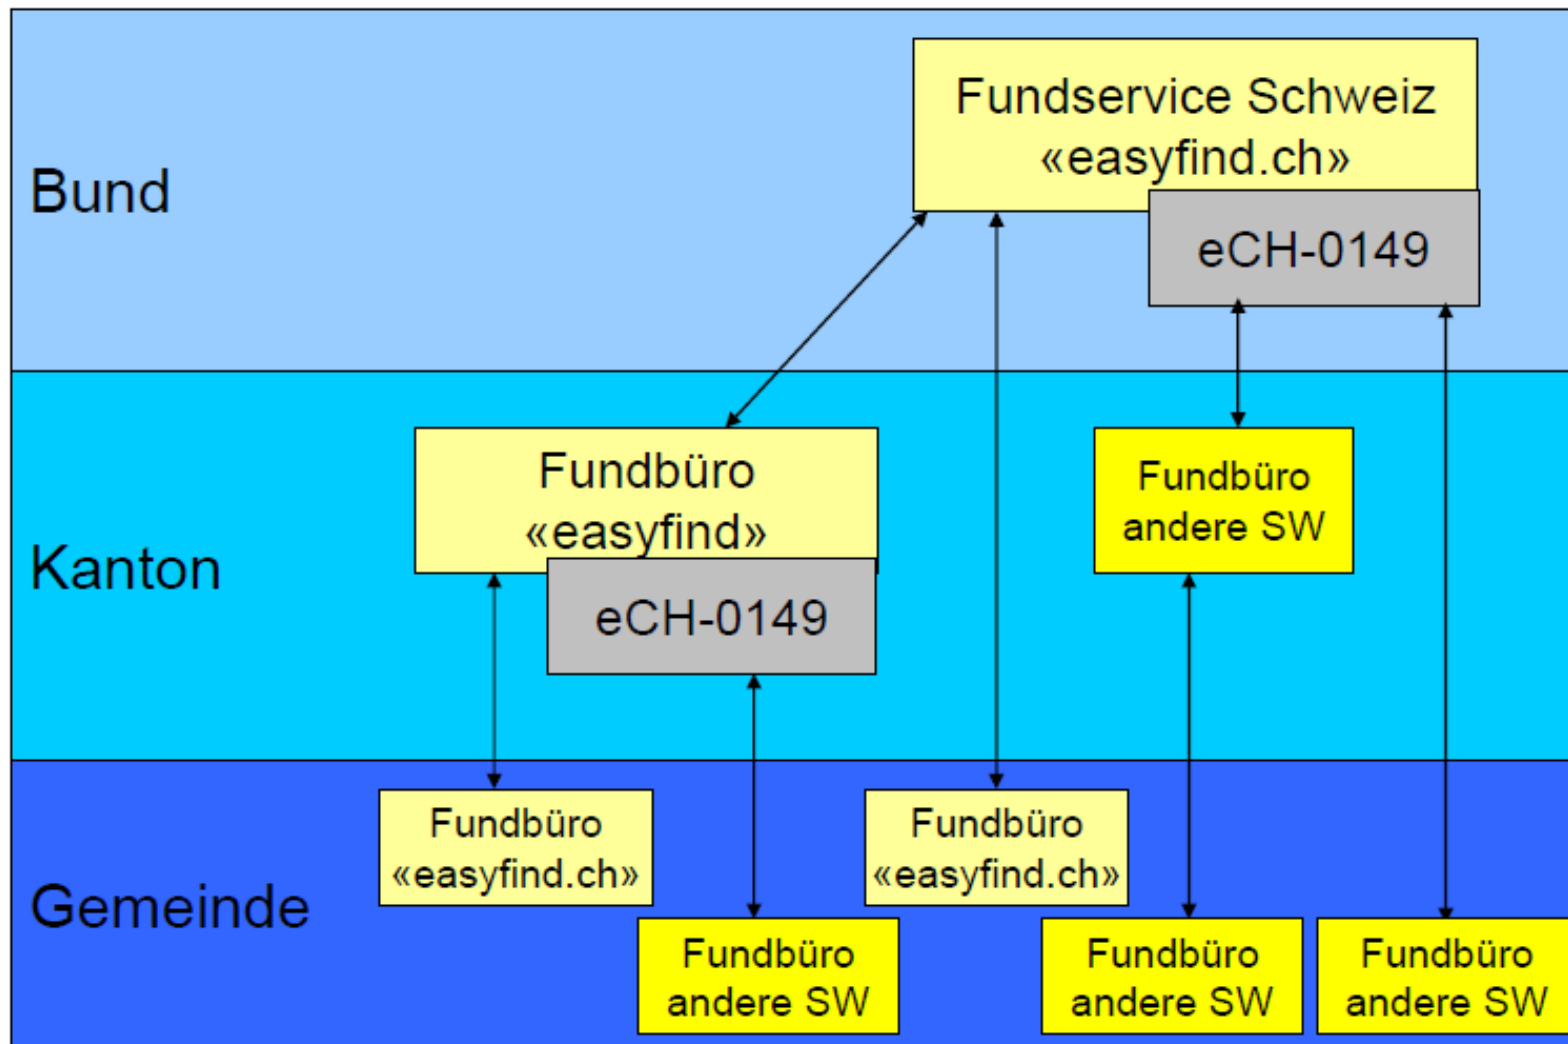 Bund
Fundservice Schweiz
«easyfind.ch»
eCH-0149
Kanton
Fundbüro
«easyfind»
eCH-0149
Fundbüro
andere SW
Gemeinde
Fundbüro
«easyfind.ch»
Fundbüro
andere SW
Fundbüro
«easyfind.ch»
Fundbüro
andere SW
Fundbüro
andere SW